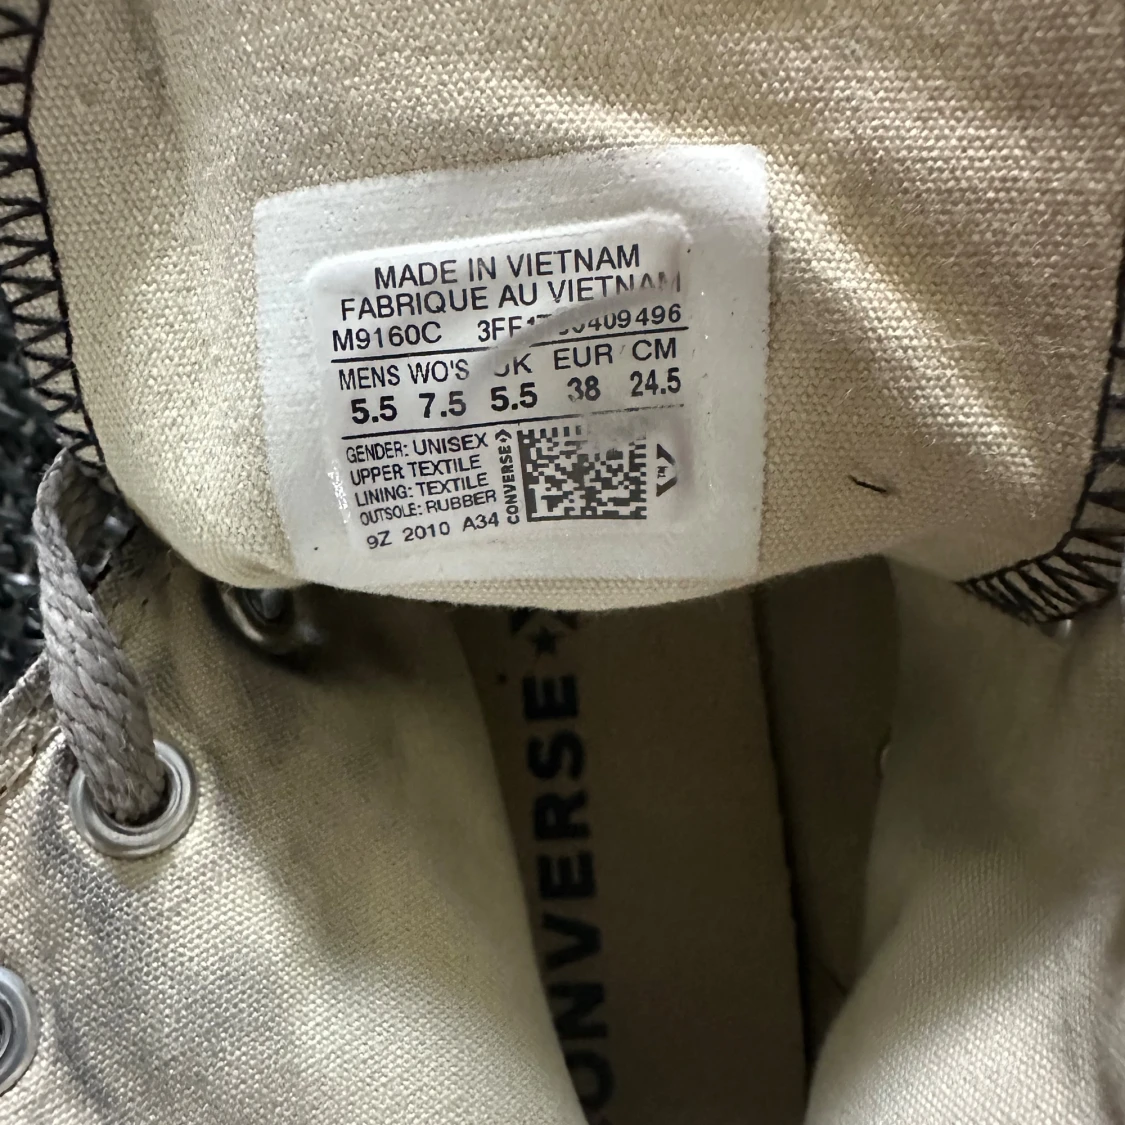 MADE IN VIETNAM
FABRIQUE AU VIETNAM
M9160C
MENS WO'S UK EUR CM
5.5 7.5 5.5 38 24.5
GENDER: UNISEX
UPPER TEXTILE
LINING: TEXTILE
OUTSOLE: RUBBER
9Z 2010 A34
CONVERSE
CONVERSE